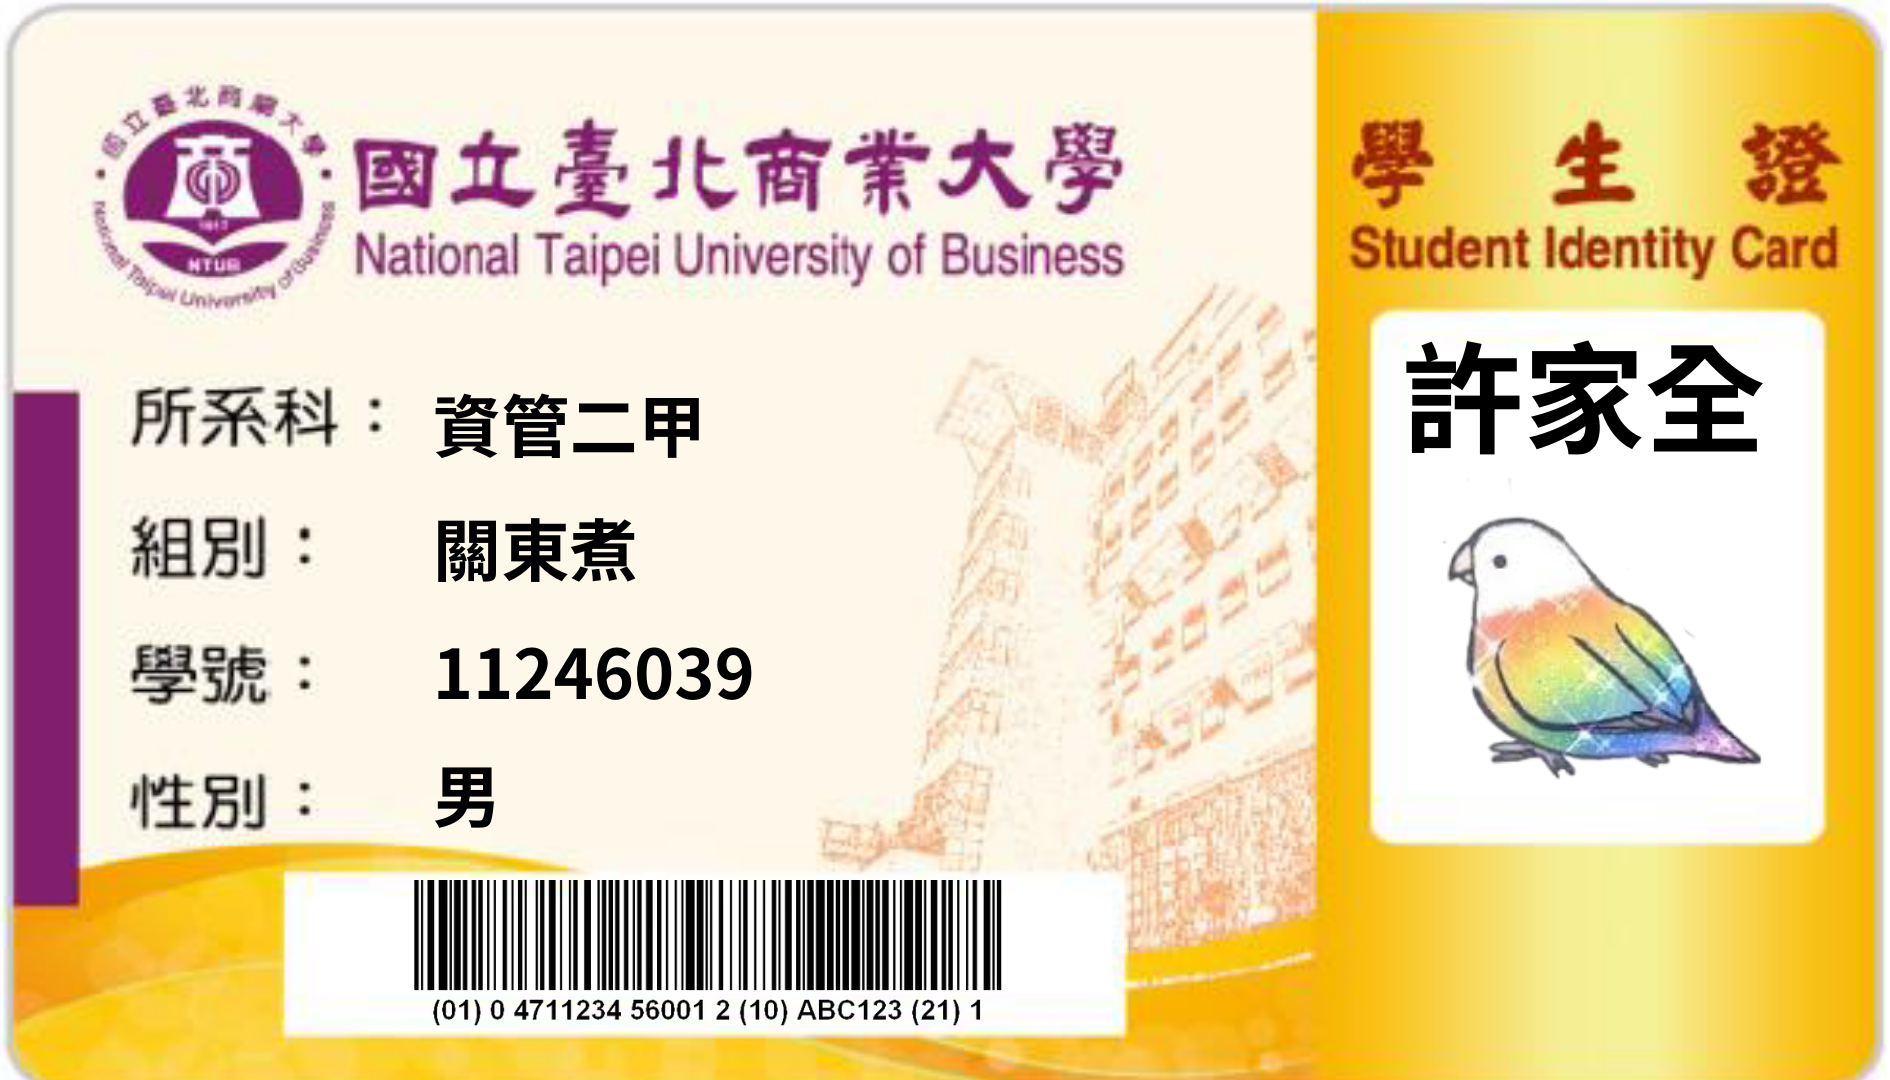 國立臺北商業大學
National Taipei University of Business
1917
NTUB
國立臺北商業大學
National Taipei University of Business
學生證
Student Identity Card
許家全
所系科： 資管二甲
組別： 關東煮
學號： 11246039
性別： 男
(01) 0 4711234 56001 2 (10) ABC123 (21) 1